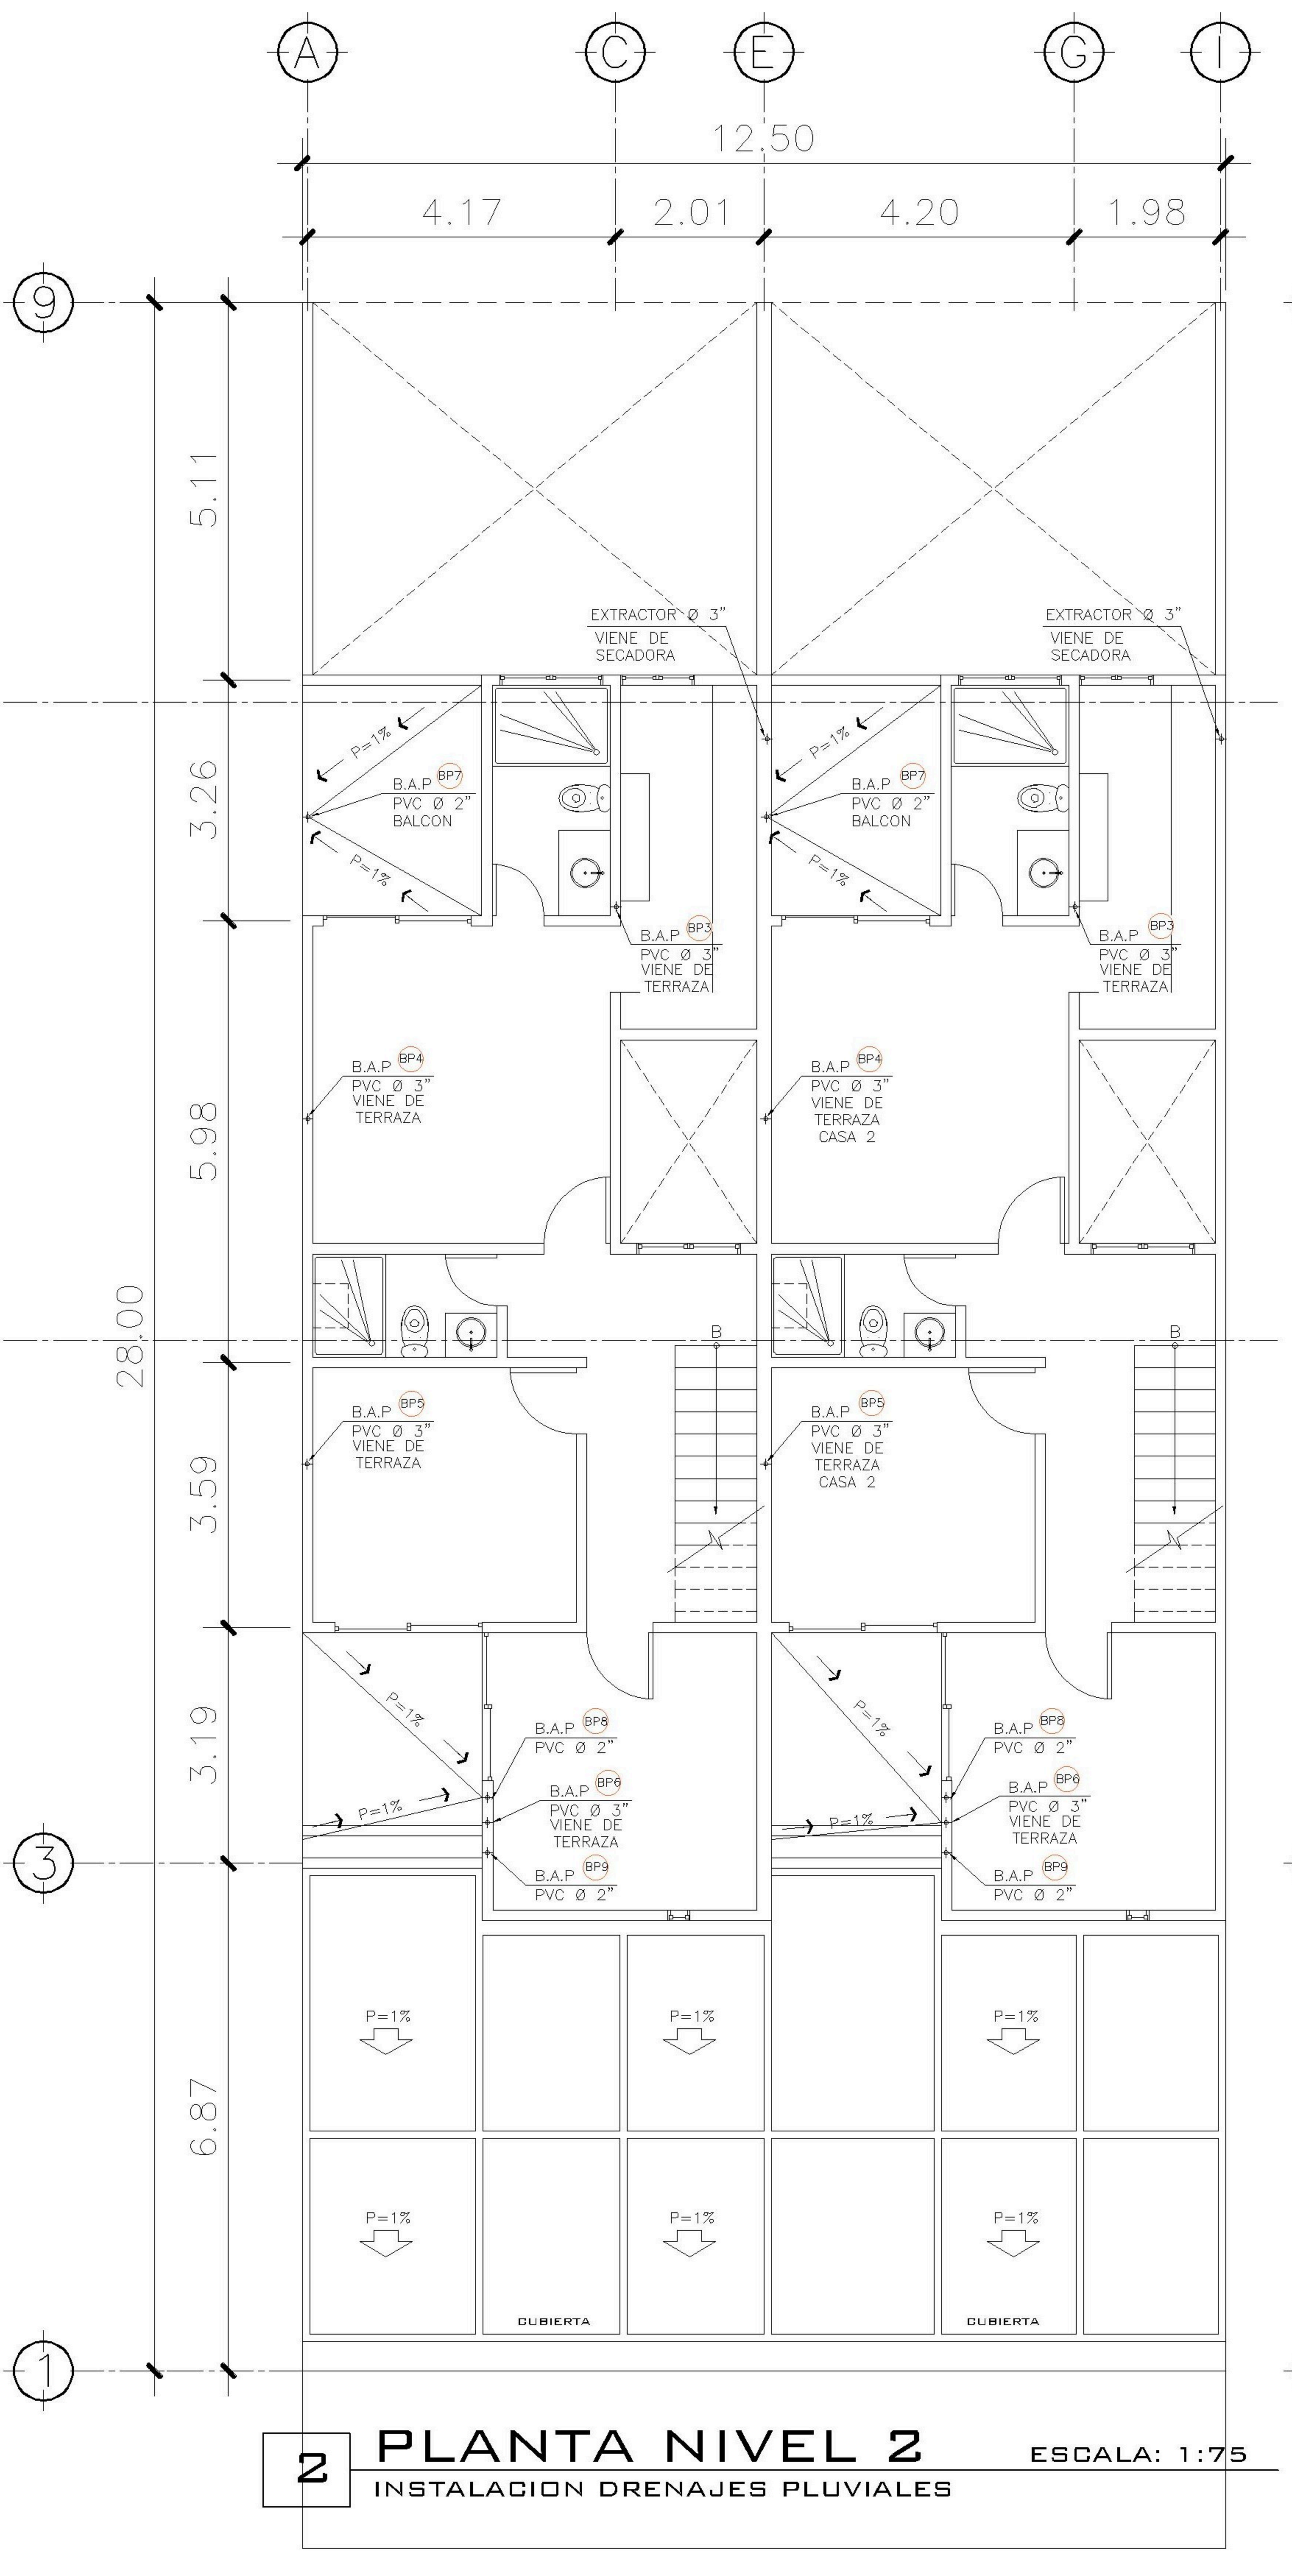 A
C
E
G
I
12.50
4.17
2.01
4.20
1.98
9
5.11
EXTRACTOR Ø 3"
VIENE DE
SECADORA
EXTRACTOR Ø 3"
VIENE DE
SECADORA
3.26
P=1%
B.A.P BP7
PVC Ø 2"
BALCON
P=1%
P=1%
B.A.P BP7
PVC Ø 2"
BALCON
P=1%
B.A.P BP3
PVC Ø 3"
VIENE DE
TERRAZA
B.A.P BP3
PVC Ø 3"
VIENE DE
TERRAZA
5.98
B.A.P BP4
PVC Ø 3"
VIENE DE
TERRAZA
B.A.P BP4
PVC Ø 3"
VIENE DE
TERRAZA
CASA 2
28.00
B
B
3.59
B.A.P BP5
PVC Ø 3"
VIENE DE
TERRAZA
B.A.P BP5
PVC Ø 3"
VIENE DE
TERRAZA
CASA 2
3.19
P=1%
P=1%
B.A.P BP8
PVC Ø 2"
B.A.P BP6
PVC Ø 3"
VIENE DE
TERRAZA
B.A.P BP9
PVC Ø 2"
P=1%
P=1%
B.A.P BP8
PVC Ø 2"
B.A.P BP6
PVC Ø 3"
VIENE DE
TERRAZA
B.A.P BP9
PVC Ø 2"
3
6.87
P=1%
P=1%
P=1%
P=1%
P=1%
P=1%
CUBIERTA
CUBIERTA
1
2
PLANTA NIVEL 2
ESCALA: 1:75
INSTALACION DRENAJES PLUVIALES